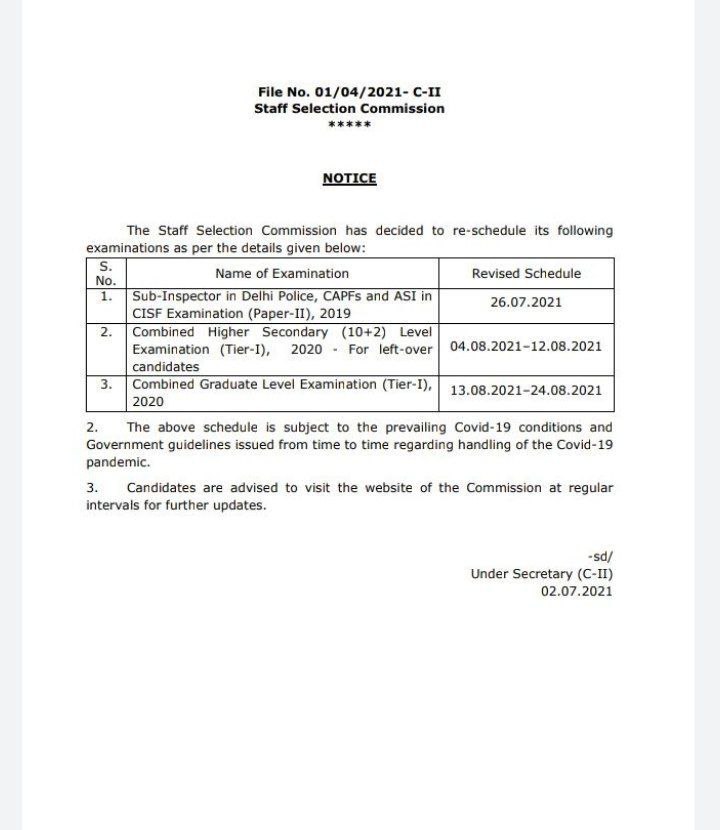 File No. 01/04/2021- C-II
Staff Selection Commission
*****
NOTICE
The Staff Selection Commission has decided to re-schedule its following
examinations as per the details given below:
S. No. Name of Examination Revised Schedule
1. Sub-Inspector in Delhi Police, CAPFs and ASI in
CISF Examination (Paper-II), 2019
26.07.2021
2. Combined Higher Secondary (10+2) Level
Examination (Tier-I), 2020 - For left-over
candidates
04.08.2021–12.08.2021
3. Combined Graduate Level Examination (Tier-I),
2020
13.08.2021–24.08.2021
2. The above schedule is subject to the prevailing Covid-19 conditions and
Government guidelines issued from time to time regarding handling of the Covid-19
pandemic.
3. Candidates are advised to visit the website of the Commission at regular
intervals for further updates.
-sd/
Under Secretary (C-II)
02.07.2021